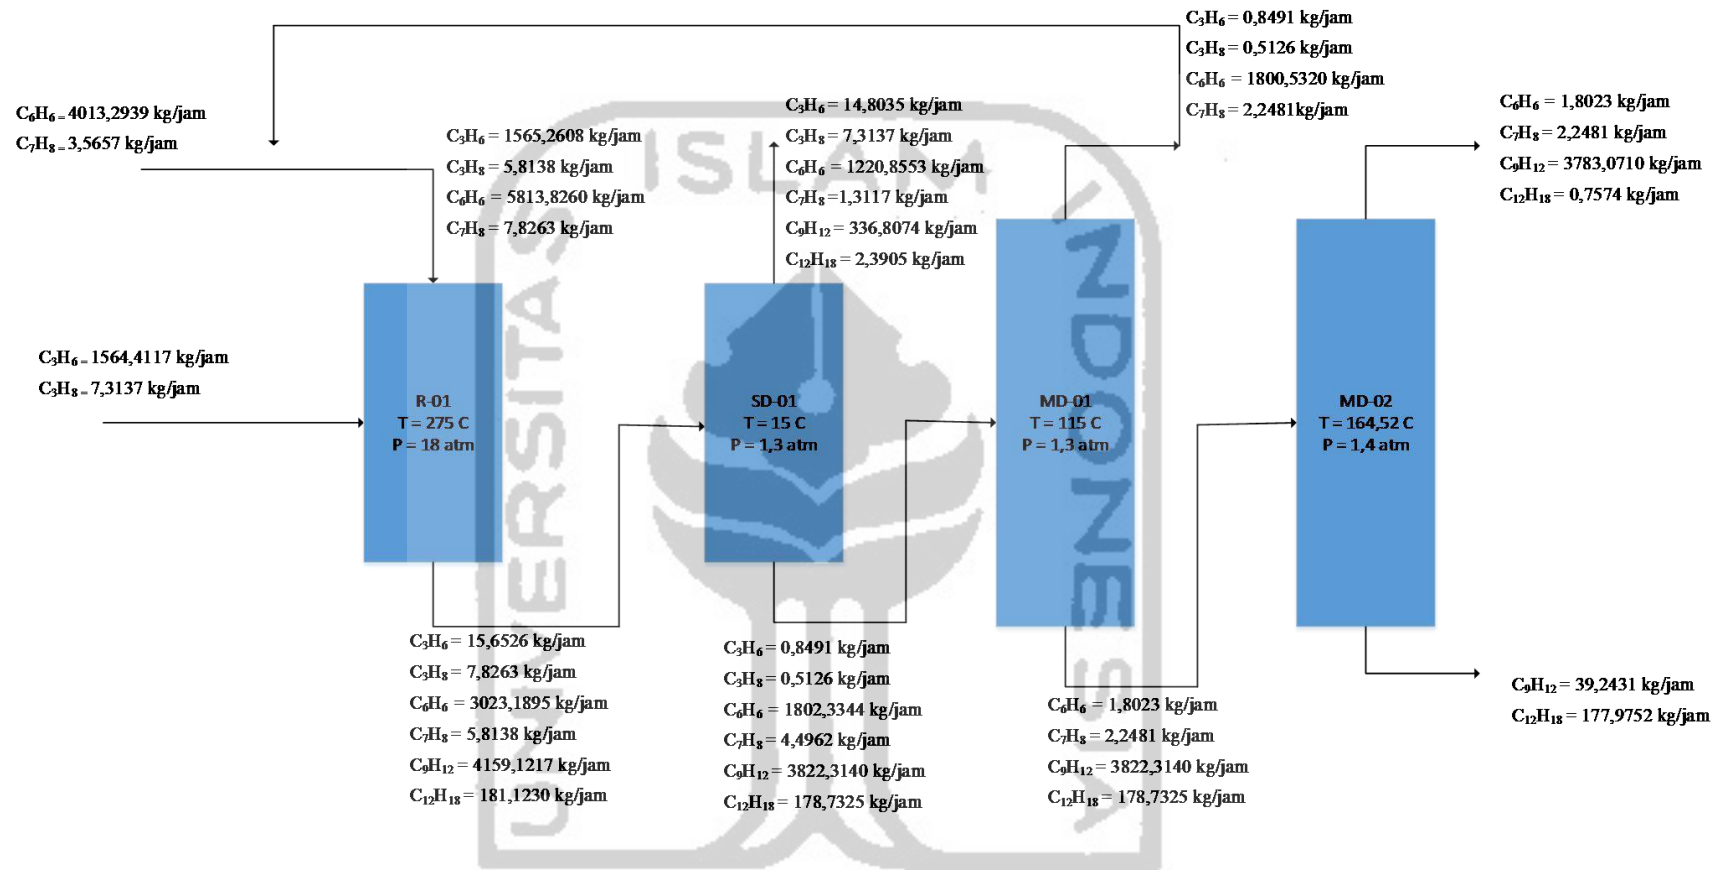 C₆H₆ = 4013,2939 kg/jam
C₇H₈ = 3,5657 kg/jam
C₃H₆ = 1564,4117 kg/jam
C₃H₈ = 7,3137 kg/jam
C₃H₆ = 1565,2608 kg/jam
C₃H₈ = 5,8138 kg/jam
C₆H₆ = 5813,8260 kg/jam
C₇H₈ = 7,8263 kg/jam
R-01
T = 275 C
P = 18 atm
C₃H₆ = 15,6526 kg/jam
C₃H₈ = 7,8263 kg/jam
C₆H₆ = 3023,1895 kg/jam
C₇H₈ = 5,8138 kg/jam
C₉H₁₂ = 4159,1217 kg/jam
C₁₂H₁₈ = 181,1230 kg/jam
C₃H₆ = 14,8035 kg/jam
C₃H₈ = 7,3137 kg/jam
C₆H₆ = 1220,8553 kg/jam
C₇H₈ =1,3117 kg/jam
C₉H₁₂ = 336,8074 kg/jam
C₁₂H₁₈ = 2,3905 kg/jam
SD-01
T = 15 C
P = 1,3 atm
C₃H₆ = 0,8491 kg/jam
C₃H₈ = 0,5126 kg/jam
C₆H₆ = 1802,3344 kg/jam
C₇H₈ = 4,4962 kg/jam
C₉H₁₂ = 3822,3140 kg/jam
C₁₂H₁₈ = 178,7325 kg/jam
C₃H₆ = 0,8491 kg/jam
C₃H₈ = 0,5126 kg/jam
C₆H₆ = 1800,5320 kg/jam
C₇H₈ = 2,2481kg/jam
MD-01
T = 115 C
P = 1,3 atm
C₆H₆ = 1,8023 kg/jam
C₇H₈ = 2,2481 kg/jam
C₉H₁₂ = 3822,3140 kg/jam
C₁₂H₁₈ = 178,7325 kg/jam
C₆H₆ = 1,8023 kg/jam
C₇H₈ = 2,2481 kg/jam
C₉H₁₂ = 3783,0710 kg/jam
C₁₂H₁₈ = 0,7574 kg/jam
MD-02
T = 164,52 C
P = 1,4 atm
C₉H₁₂ = 39,2431 kg/jam
C₁₂H₁₈ = 177,9752 kg/jam
UNIVERSITAS
ISLAM
INDONESIA